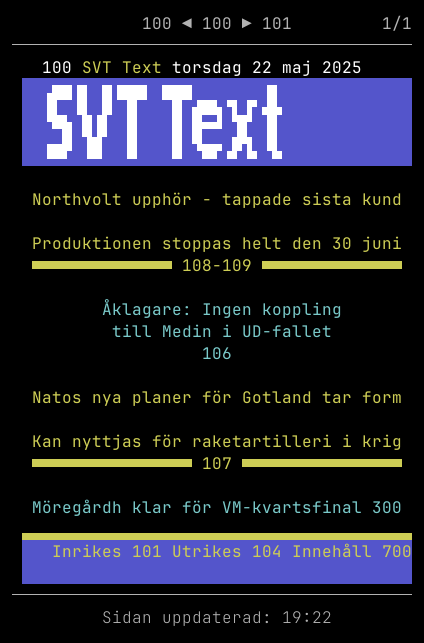 100 ◀ 100 ▶ 101 1/1
100 SVT Text torsdag 22 maj 2025
SVT Text
Northvolt upphör - tappade sista kund
Produktionen stoppas helt den 30 juni
108-109
Åklagare: Ingen koppling
till Medin i UD-fallet
106
Natos nya planer för Gotland tar form
Kan nyttjas för raketartilleri i krig
107
Möregårdh klar för VM-kvartsfinal 300
Inrikes 101 Utrikes 104 Innehåll 700
Sidan uppdaterad: 19:22